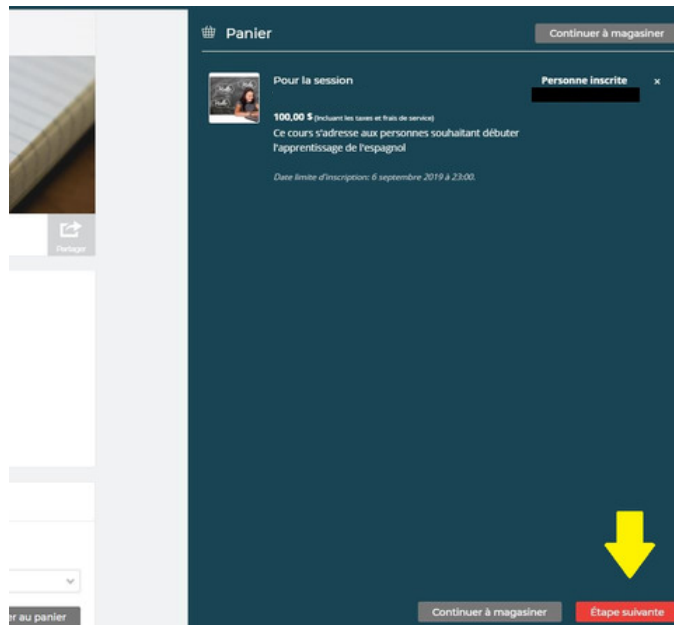 Panier
Continuer à magasiner
Pour la session
Personne inscrite ×
100,00 $ (Incluant les taxes et frais de service)
Ce cours s'adresse aux personnes souhaitant débuter
l'apprentissage de l'espagnol
Date limite d'inscription: 6 septembre 2019 à 23:00.
Partager
er au panier
Continuer à magasiner
Étape suivante